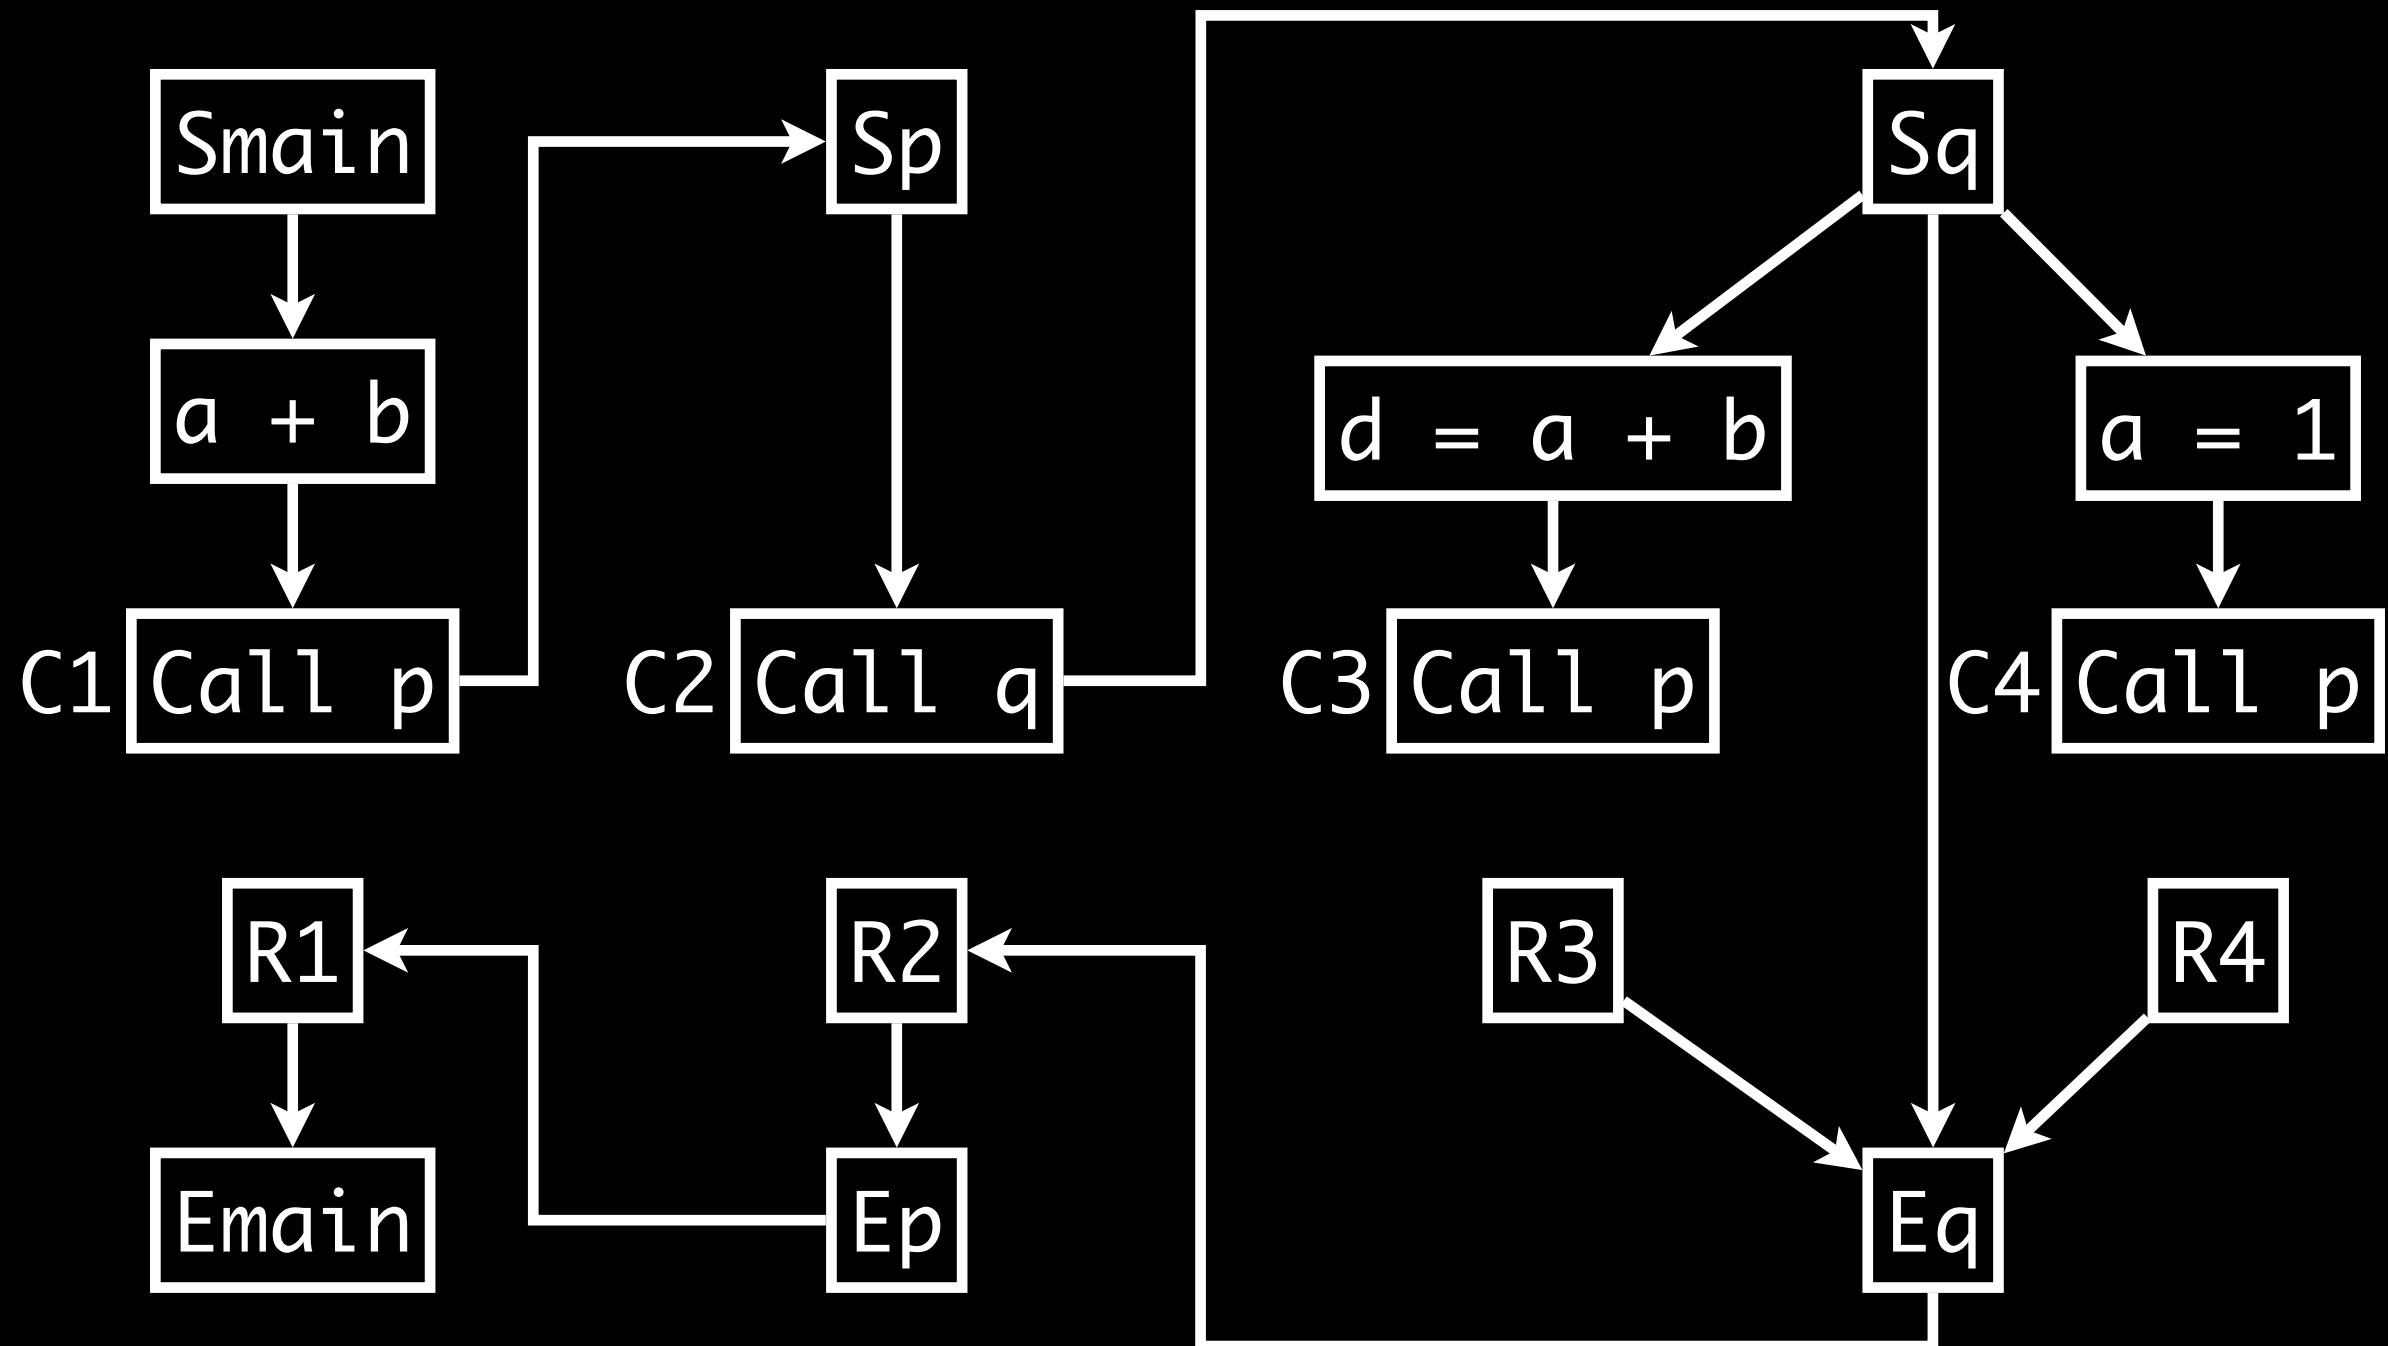 Smain
Sp
Sq
a + b
d = a + b
a = 1
C1 Call p
C2 Call q
C3 Call p
C4 Call p
R1
R2
R3
R4
Emain
Ep
Eq